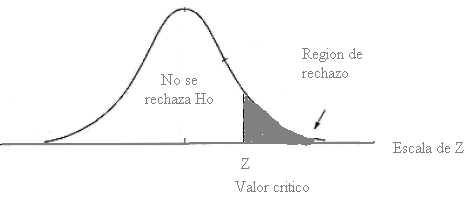 Region de
rechazo
No se
rechaza Ho
Escala de Z
Z
Valor critico